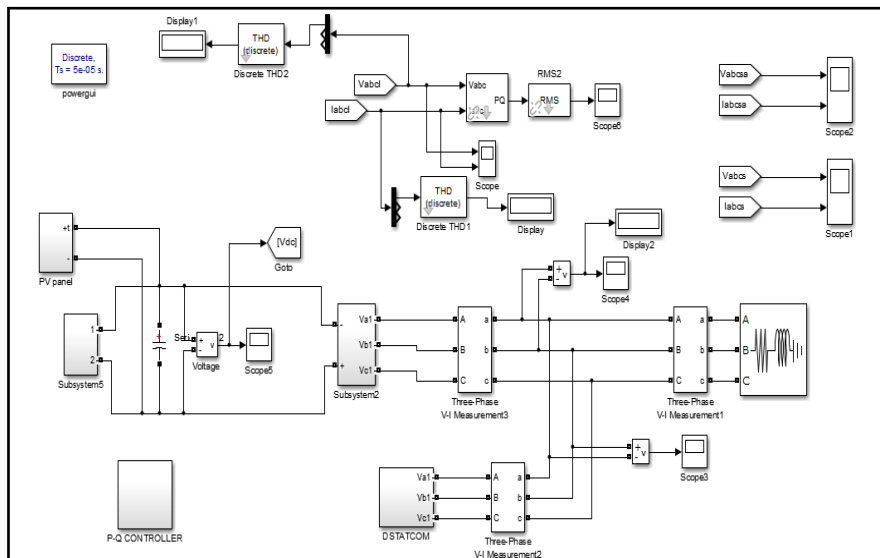 Display1
THD
(discrete)
Discrete THD2
Discrete,
Ts = 5e-05 s.
powergui
Vabcl
Iabcl
Vabc
PQ
RMS2
RMS
Scope6
Scope
Vabcsa
Iabcsa
Scope2
Vabcs
Iabcs
Scope1
THD
(discrete)
Discrete THD1
Display
Display2
+t
-
PV panel
[Vdc]
Goto
+
-
v
Scope4
1
2
Subsystem5
+
2
+
-
v
Voltage
Scope5
-
+
Va1
Vb1
Vc1
Subsystem2
A
B
C
a
b
c
Three-Phase
V-I Measurement3
A
B
C
a
b
c
Three-Phase
V-I Measurement1
A
B
C
+
-
v
Scope3
P-Q CONTROLLER
Va1
Vb1
Vc1
DSTATCOM
A
B
C
a
b
c
Three-Phase
V-I Measurement2